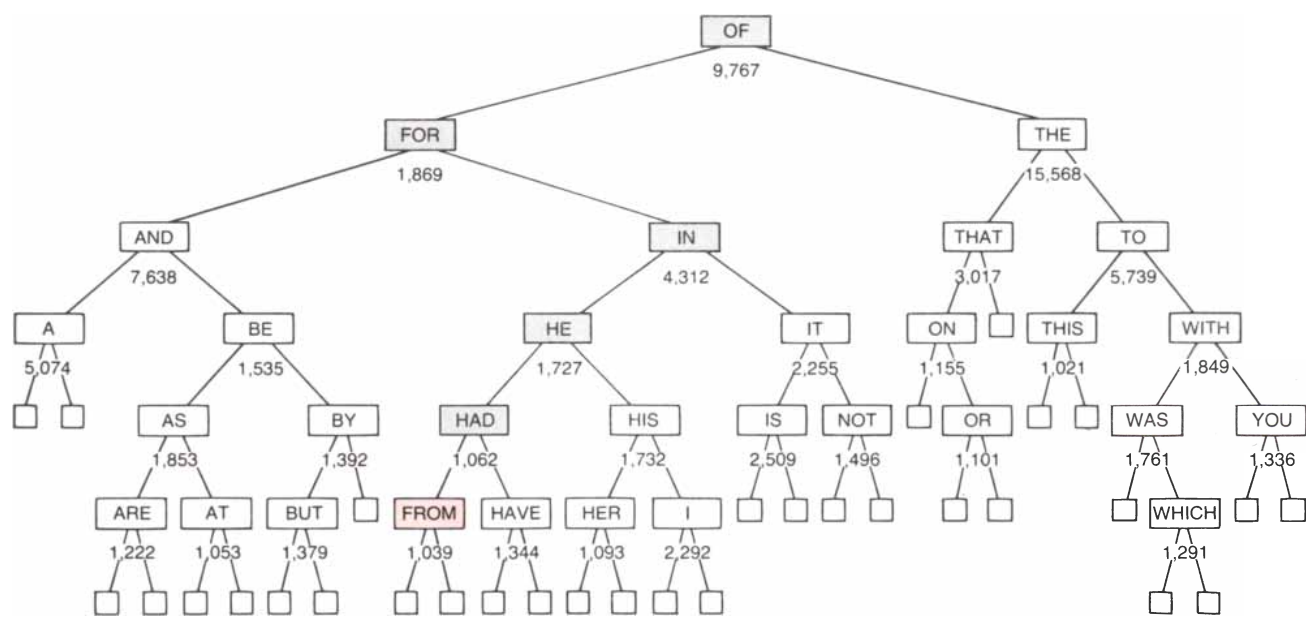 OF
9,767
FOR THE
1,869 15,568
AND IN THAT TO
7,638 4,312 3,017 5,739
A BE HE IT ON THIS WITH
5,074 1,535 1,727 2,255 1,155 1,021 1,849
AS BY HAD HIS IS NOT OR WAS YOU
1,853 1,392 1,062 1,732 2,509 1,496 1,101 1,761 1,336
ARE AT BUT FROM HAVE HER I WHICH
1,222 1,053 1,379 1,039 1,344 1,093 2,292 1,291